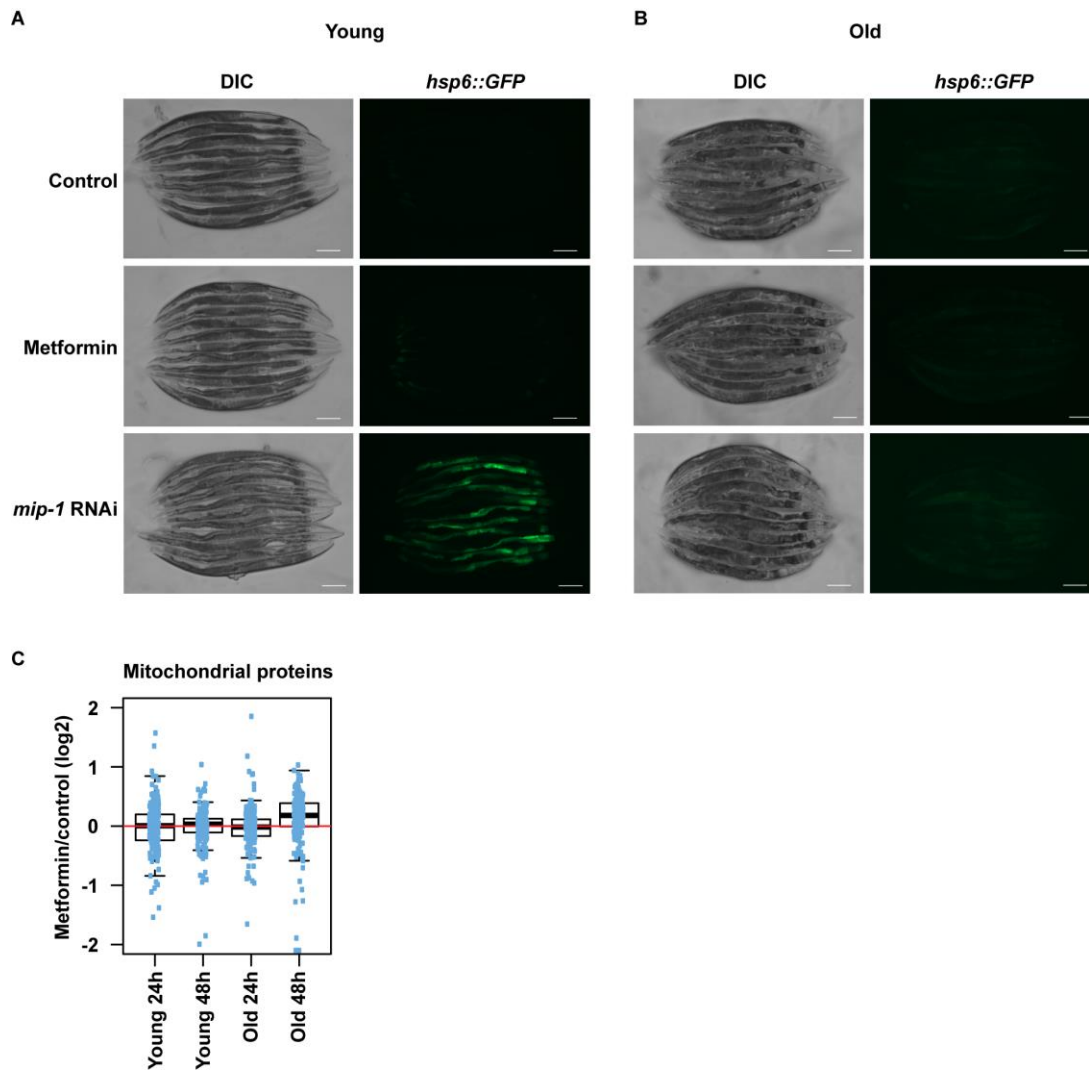 A
Young
DIC hsp6::GFP
Control
Metformin
mip-1 RNAi
B
Old
DIC hsp6::GFP
C
Mitochondrial proteins
Metformin/control (log2)
2
1
0
-1
-2
Young 24h
Young 48h
Old 24h
Old 48h